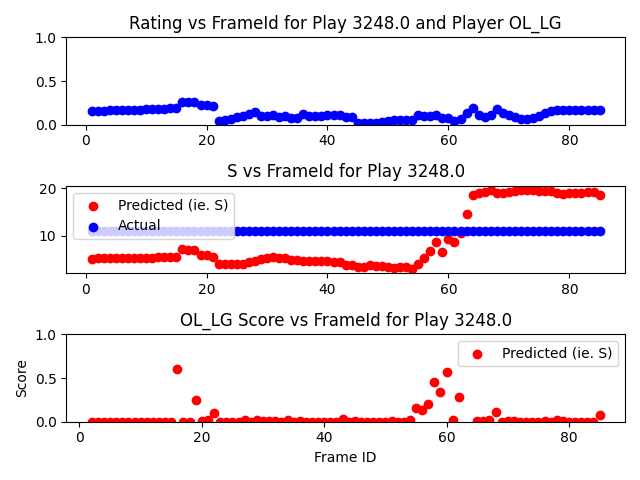 Rating vs FrameId for Play 3248.0 and Player OL_LG
1.0
0.5
0.0
0 20 40 60 80
S vs FrameId for Play 3248.0
20
10
Predicted (ie. S)
Actual
0 20 40 60 80
OL_LG Score vs FrameId for Play 3248.0
1.0
0.5
0.0
Score
Predicted (ie. S)
0 20 40 60 80
Frame ID